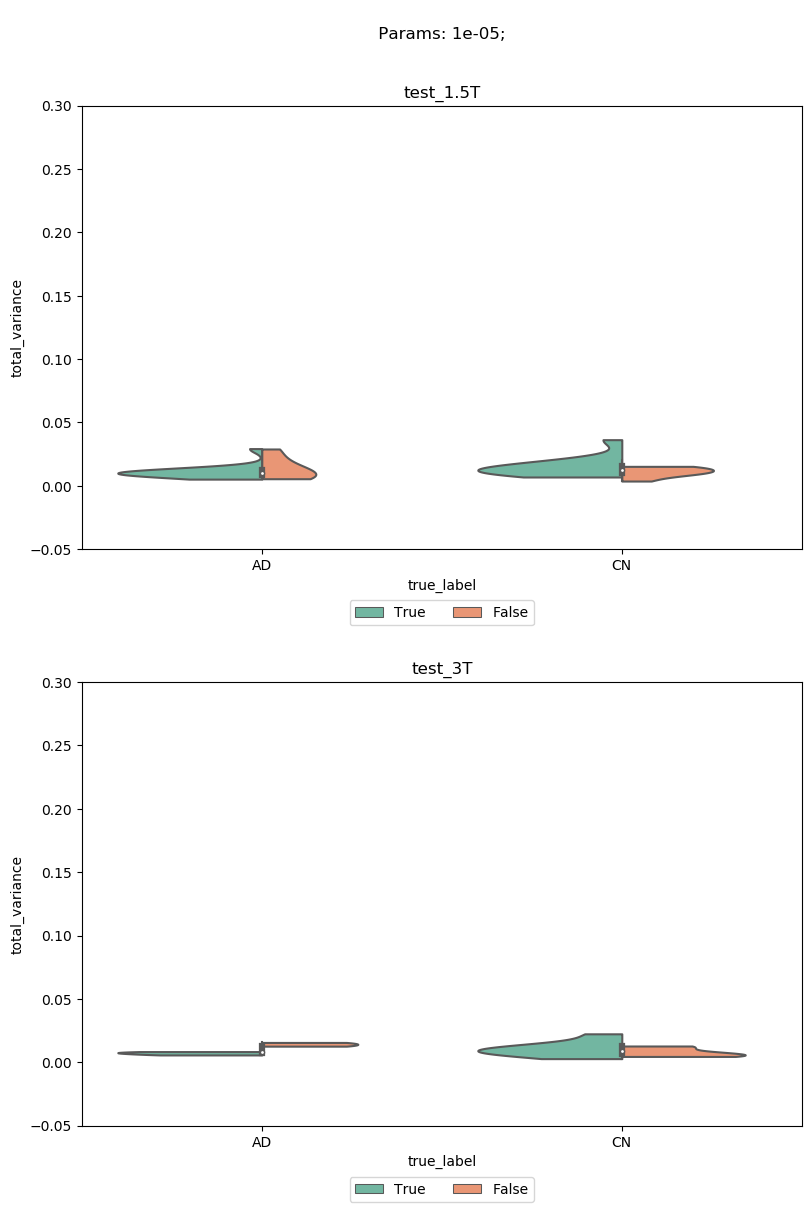 Params: 1e-05;
test_1.5T
0.30
0.25
0.20
0.15
0.10
0.05
0.00
−0.05
total_variance
AD CN
true_label
True False
test_3T
0.30
0.25
0.20
0.15
0.10
0.05
0.00
−0.05
total_variance
AD CN
true_label
True False